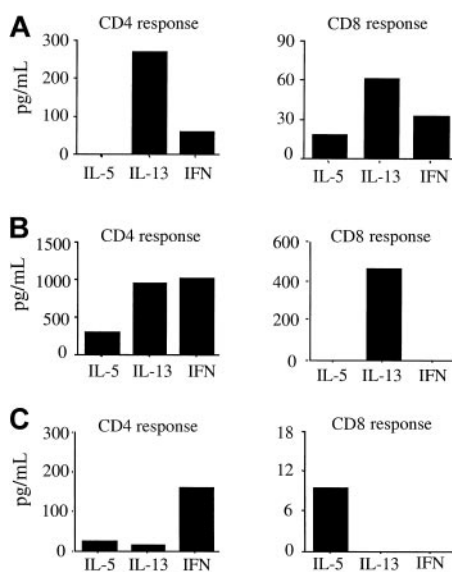 A
CD4 response
CD8 response
pg/mL
300
200
100
0
IL-5 IL-13 IFN
90
60
30
0
IL-5 IL-13 IFN
B
CD4 response
CD8 response
pg/mL
1500
1000
500
0
IL-5 IL-13 IFN
600
400
200
0
IL-5 IL-13 IFN
C
CD4 response
CD8 response
pg/mL
300
200
100
0
IL-5 IL-13 IFN
18
12
6
0
IL-5 IL-13 IFN